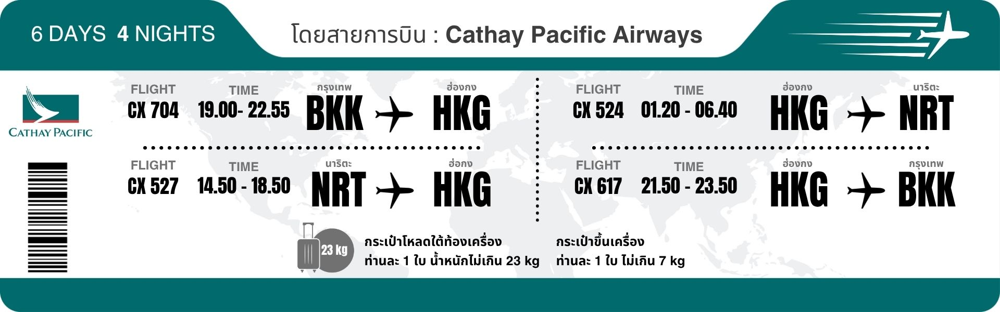 6 DAYS 4 NIGHTS
โดยสายการบิน : Cathay Pacific Airways
CATHAY PACIFIC
FLIGHT TIME กรุงเทพ ฮ่องกง
CX 704 19.00- 22.55 BKK HKG
FLIGHT TIME ฮ่องกง นาริตะ
CX 524 01.20 - 06.40 HKG NRT
FLIGHT TIME นาริตะ ฮ่อกง
CX 527 14.50 - 18.50 NRT HKG
FLIGHT TIME ฮ่องกง กรุงเทพ
CX 617 21.50 - 23.50 HKG BKK
23 kg
กระเป๋าโหลดใต้ท้องเครื่อง
ท่านละ 1 ใบ น้ำหนักไม่เกิน 23 kg
กระเป๋าขึ้นเครื่อง
ท่านละ 1 ใบ ไม่เกิน 7 kg